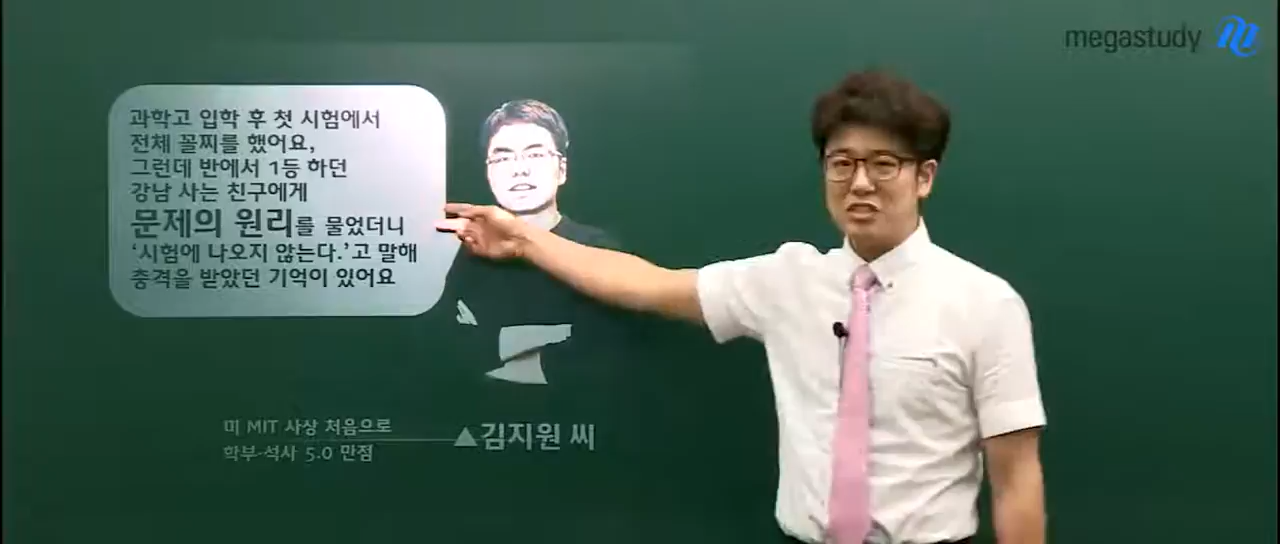 megastudy
과학고 입학 후 첫 시험에서
전체 꼴찌를 했어요,
그런데 반에서 1등 하던
강남 사는 친구에게
문제의 원리를 물었더니
‘시험에 나오지 않는다.’고 말해
충격을 받았던 기억이 있어요
미 MIT 사상 처음으로
학부·석사 5.0 만점
▲김지원 씨